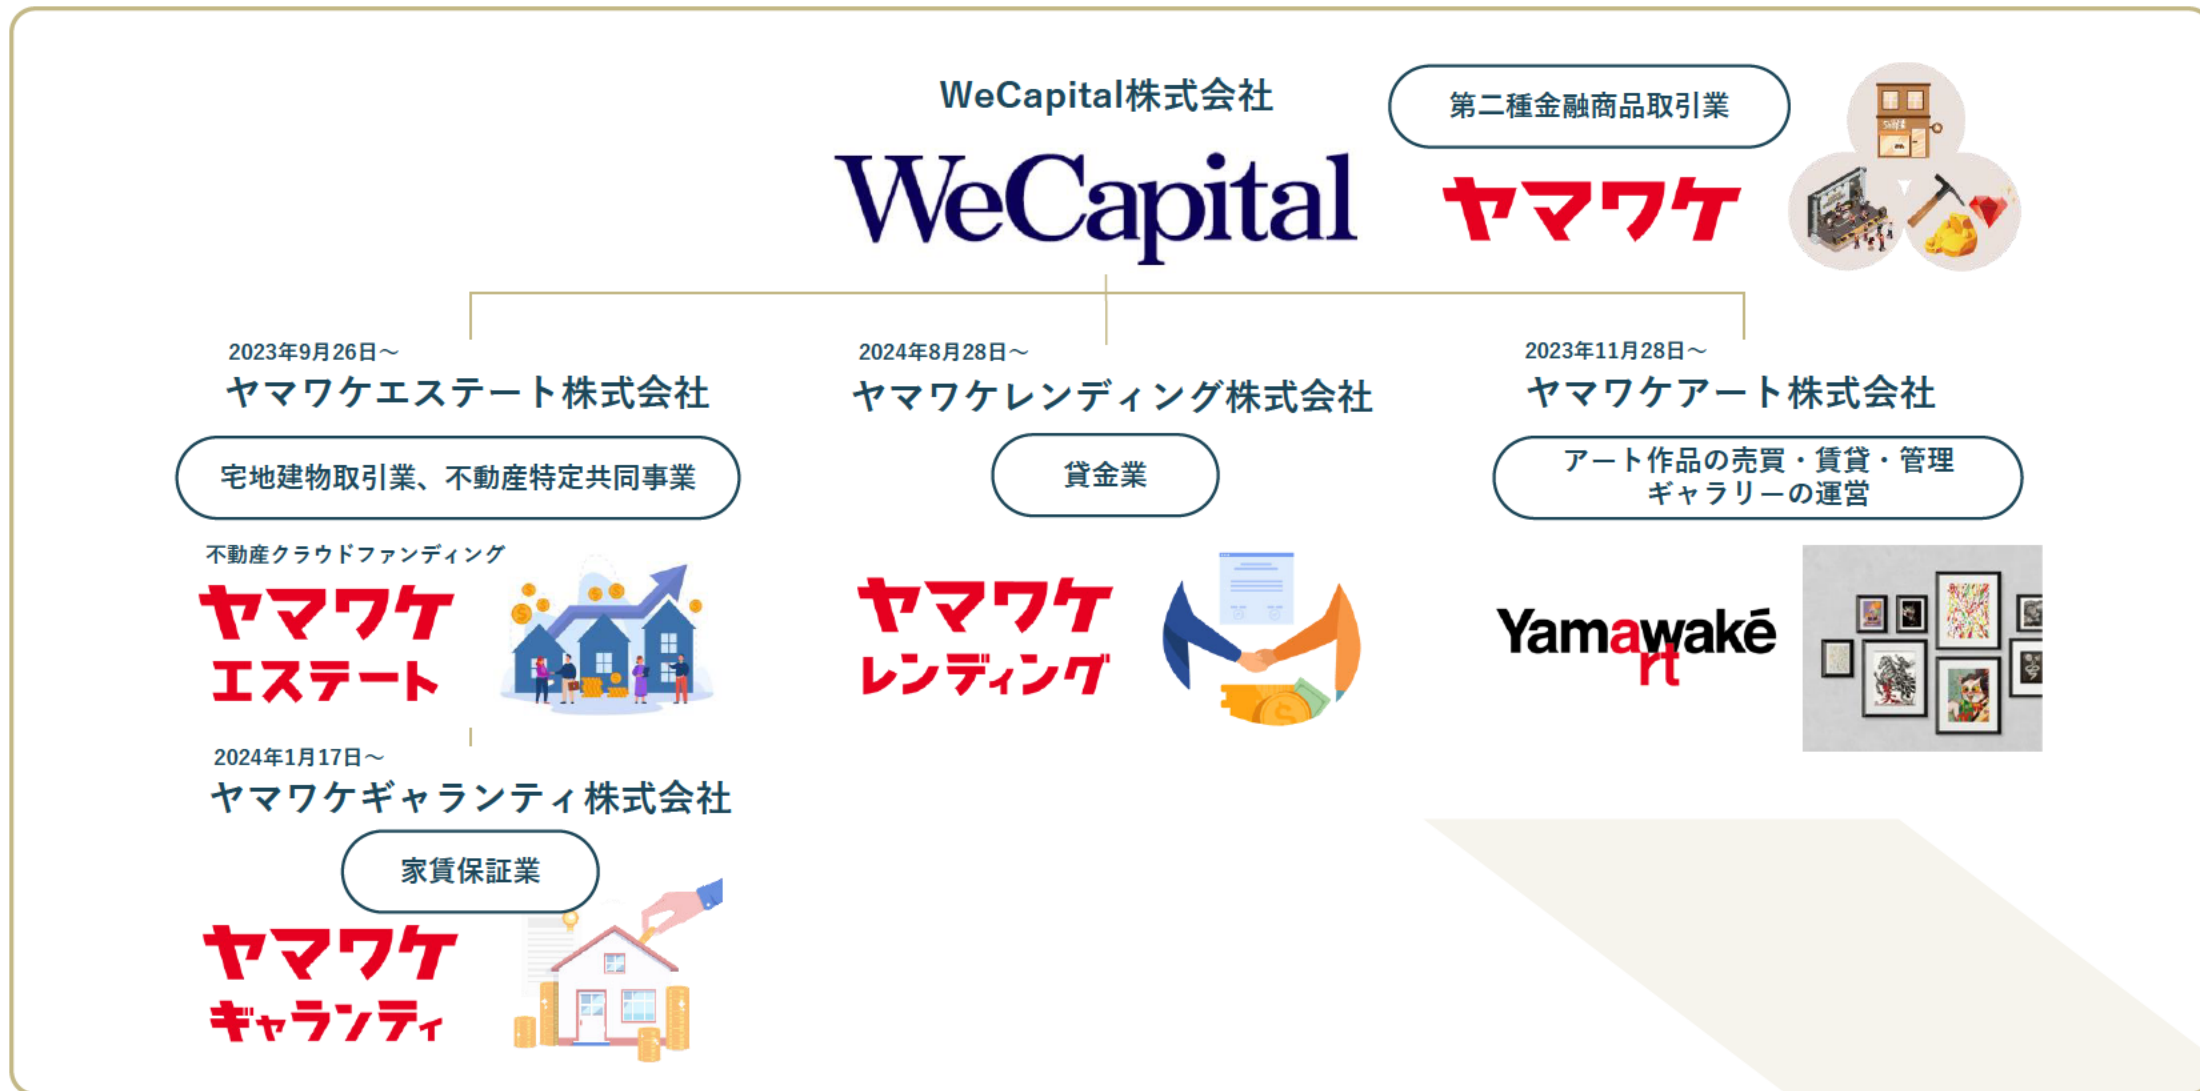 WeCapital株式会社
WeCapital
第二種金融商品取引業
ヤマワケ
2023年9月26日～
ヤマワケエステート株式会社
宅地建物取引業、不動産特定共同事業
不動産クラウドファンディング
ヤマワケ
エステート
2024年1月17日～
ヤマワケギャランティ株式会社
家賃保証業
ヤマワケ
ギャランティ
2024年8月28日～
ヤマワケレンディング株式会社
貸金業
ヤマワケ
レンディング
2023年11月28日～
ヤマワケアート株式会社
アート作品の売買・賃貸・管理
ギャラリーの運営
Yamawaké
rt